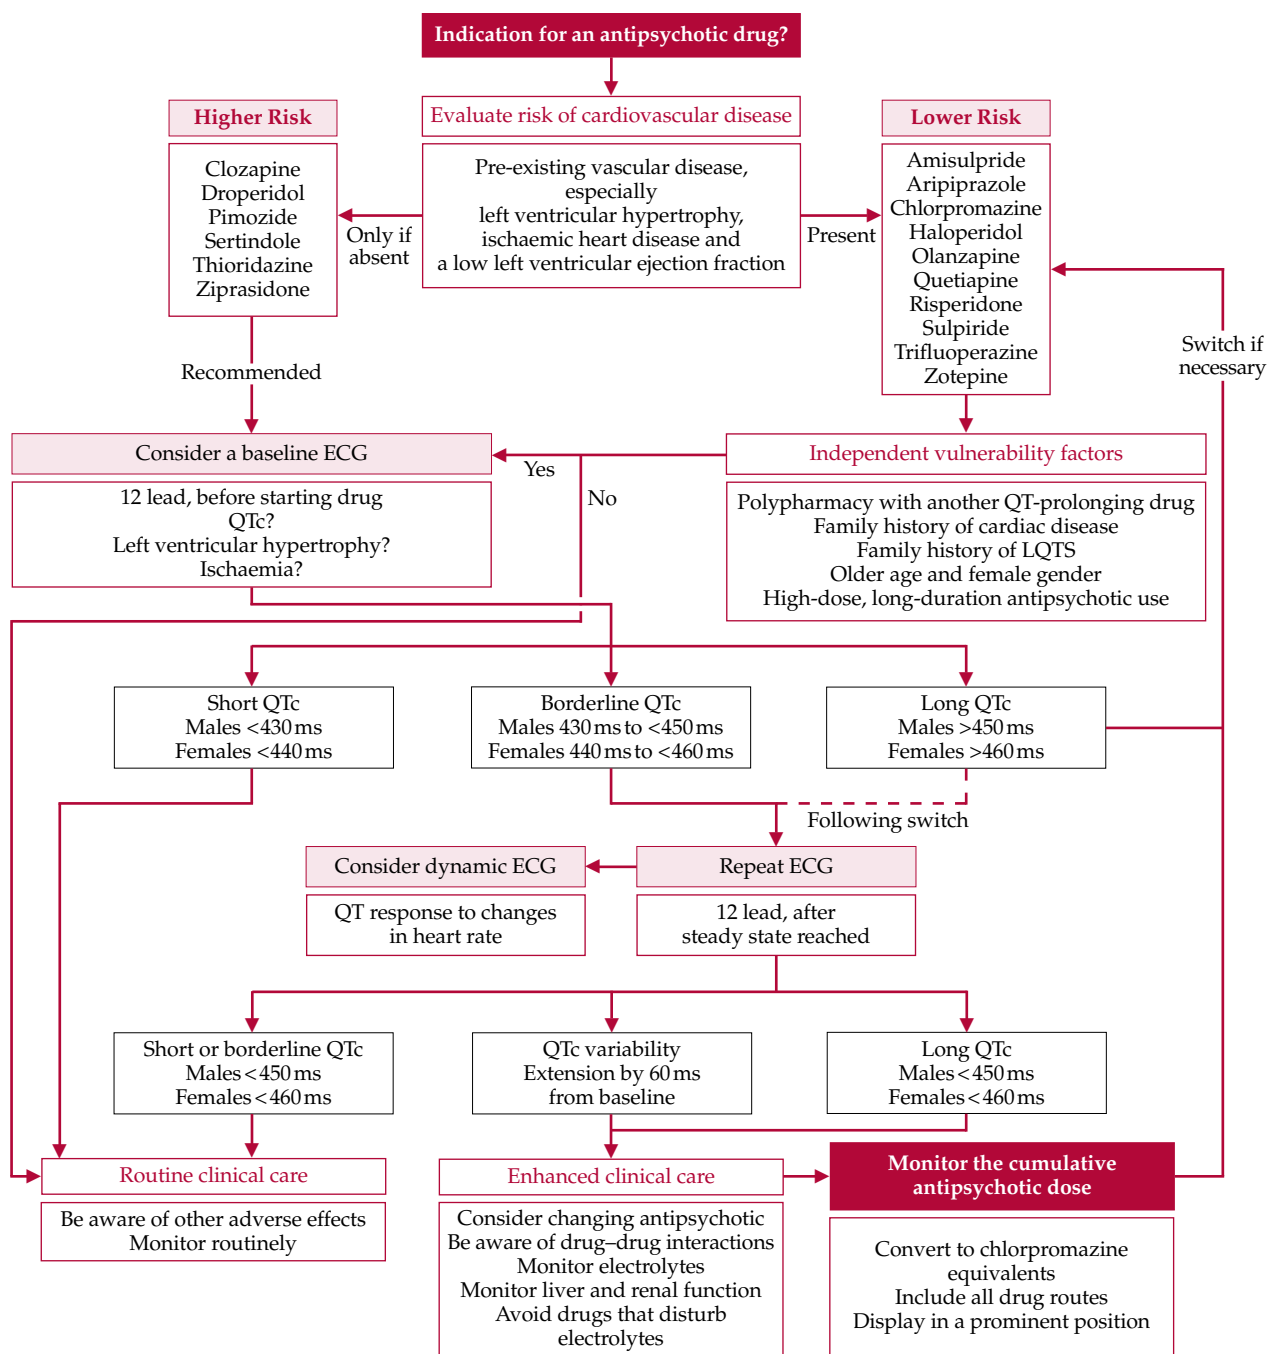 Indication for an antipsychotic drug?
Higher Risk
Evaluate risk of cardiovascular disease
Lower Risk
Clozapine
Droperidol
Pimozide
Sertindole
Thioridazine
Ziprasidone
Only if
absent
Pre-existing vascular disease,
especially
left ventricular hypertrophy,
ischaemic heart disease and
a low left ventricular ejection fraction
Present
Amisulpride
Aripiprazole
Chlorpromazine
Haloperidol
Olanzapine
Quetiapine
Risperidone
Sulpiride
Trifluoperazine
Zotepine
Switch if
necessary
Recommended
Consider a baseline ECG
Yes
No
Independent vulnerability factors
12 lead, before starting drug
QTc?
Left ventricular hypertrophy?
Ischaemia?
Polypharmacy with another QT-prolonging drug
Family history of cardiac disease
Family history of LQTS
Older age and female gender
High-dose, long-duration antipsychotic use
Short QTc
Males <430 ms
Females <440 ms
Borderline QTc
Males 430 ms to <450 ms
Females 440 ms to <460 ms
Long QTc
Males >450 ms
Females >460 ms
Following switch
Consider dynamic ECG
Repeat ECG
QT response to changes
in heart rate
12 lead, after
steady state reached
Short or borderline QTc
Males <450 ms
Females <460 ms
QTc variability
Extension by 60 ms
from baseline
Long QTc
Males <450 ms
Females <460 ms
Routine clinical care
Enhanced clinical care
Monitor the cumulative
antipsychotic dose
Be aware of other adverse effects
Monitor routinely
Consider changing antipsychotic
Be aware of drug–drug interactions
Monitor electrolytes
Monitor liver and renal function
Avoid drugs that disturb
electrolytes
Convert to chlorpromazine
equivalents
Include all drug routes
Display in a prominent position